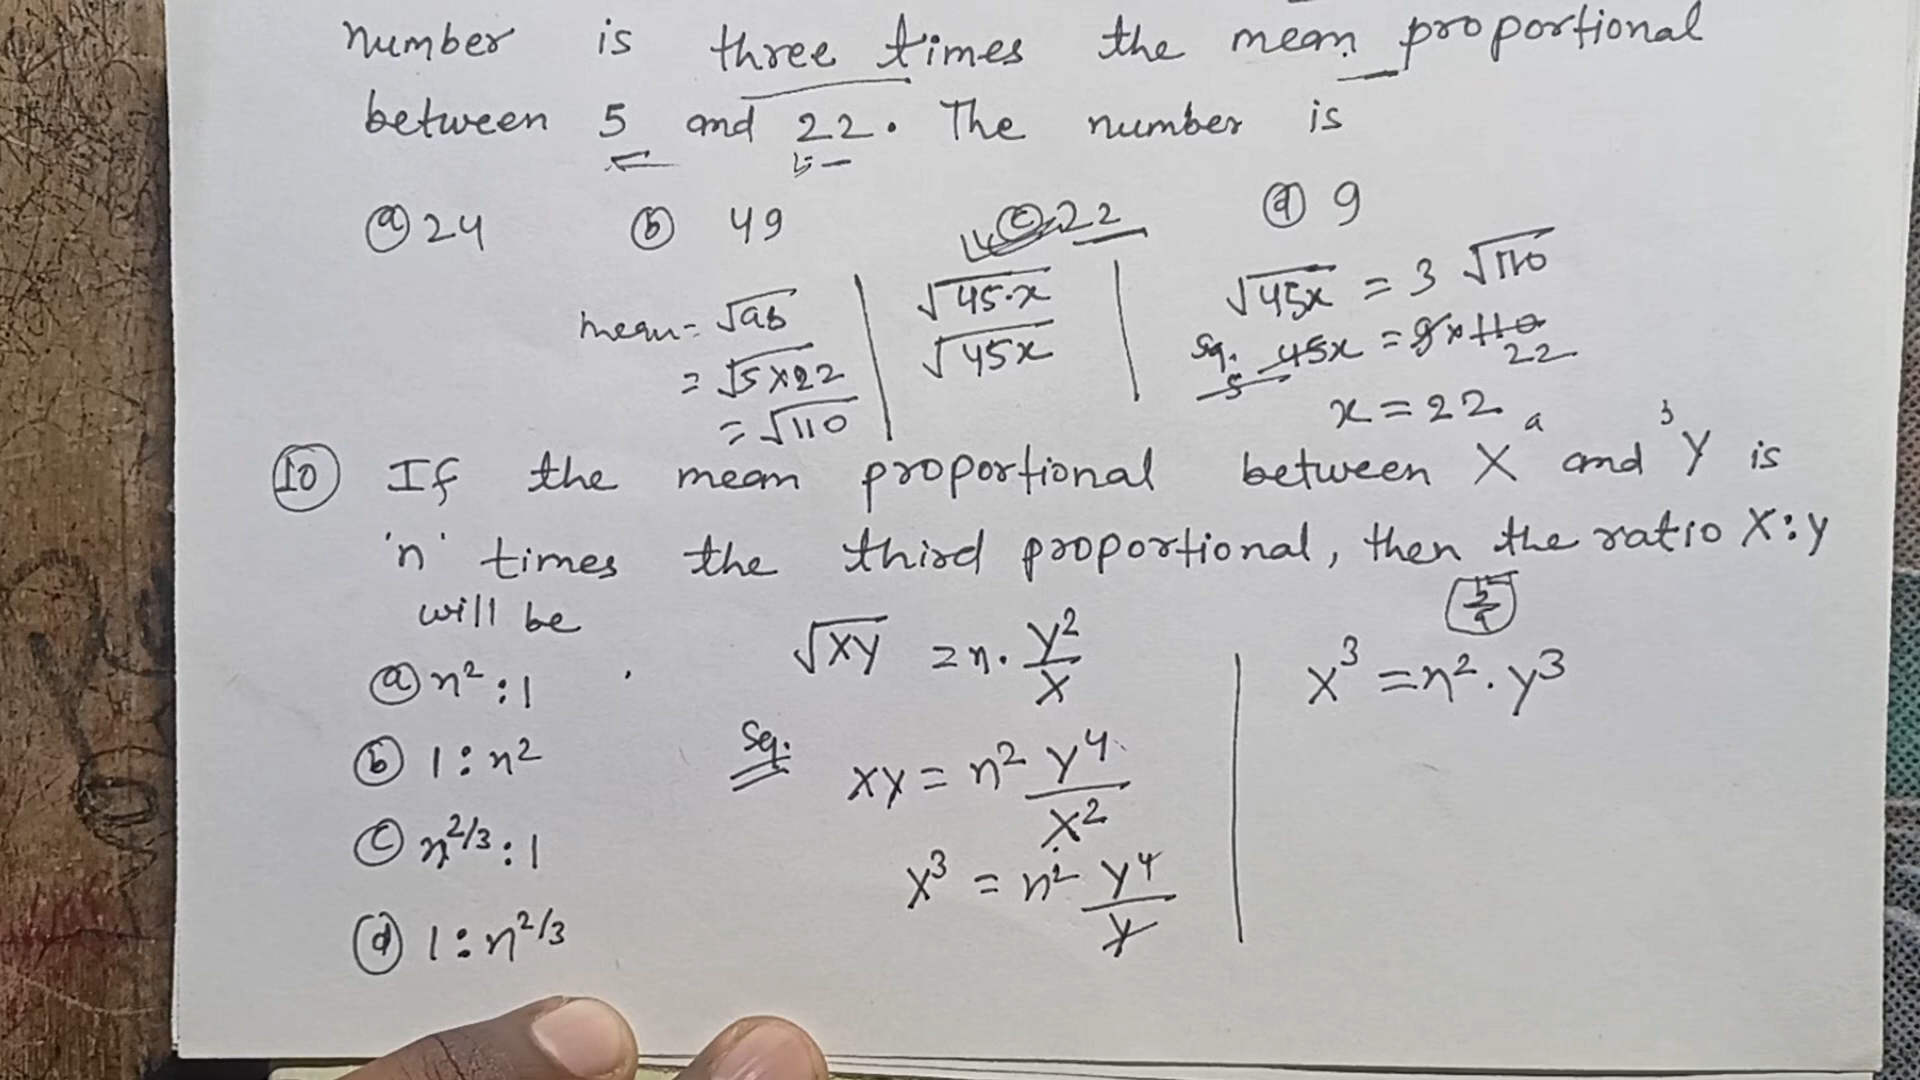 number is three times the mean proportional
between 5 and 22. The number is
ⓐ 24 ⓑ 49 ⓒ 22 ⓓ 9
mean = √ab
= √5×22
= √110
√45·x
√45x
√45x = 3 √110
Sq. 45x = 9×110
5 22
x = 22
a b
⑩ If the mean proportional between X and Y is
'n' times the third proportional, then the ratio X:Y
will be
ⓐ n² : 1
ⓑ 1 : n²
ⓒ n^2/3 : 1
ⓓ 1 : n^2/3
√XY = n. Y²/X
Sq. XY = n² Y⁴/X²
X³ = n² Y⁴/Y
X³ = n². Y³